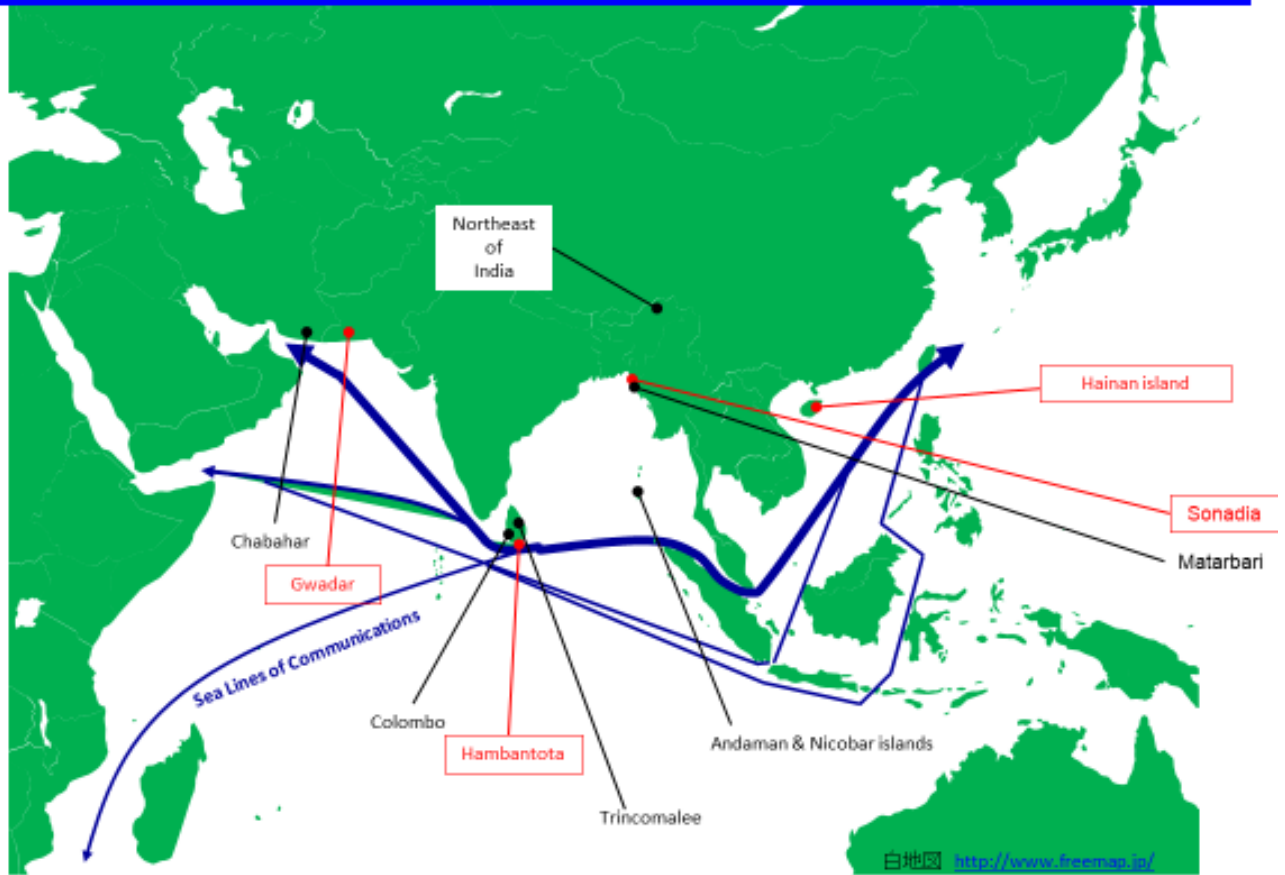 Northeast
of
India
Hainan island
Sonadia
Chabahar
Matarbari
Gwadar
Sea Lines of Communications
Colombo
Andaman & Nicobar islands
Hambantota
Trincomalee
白地図 http://www.freemap.jp/